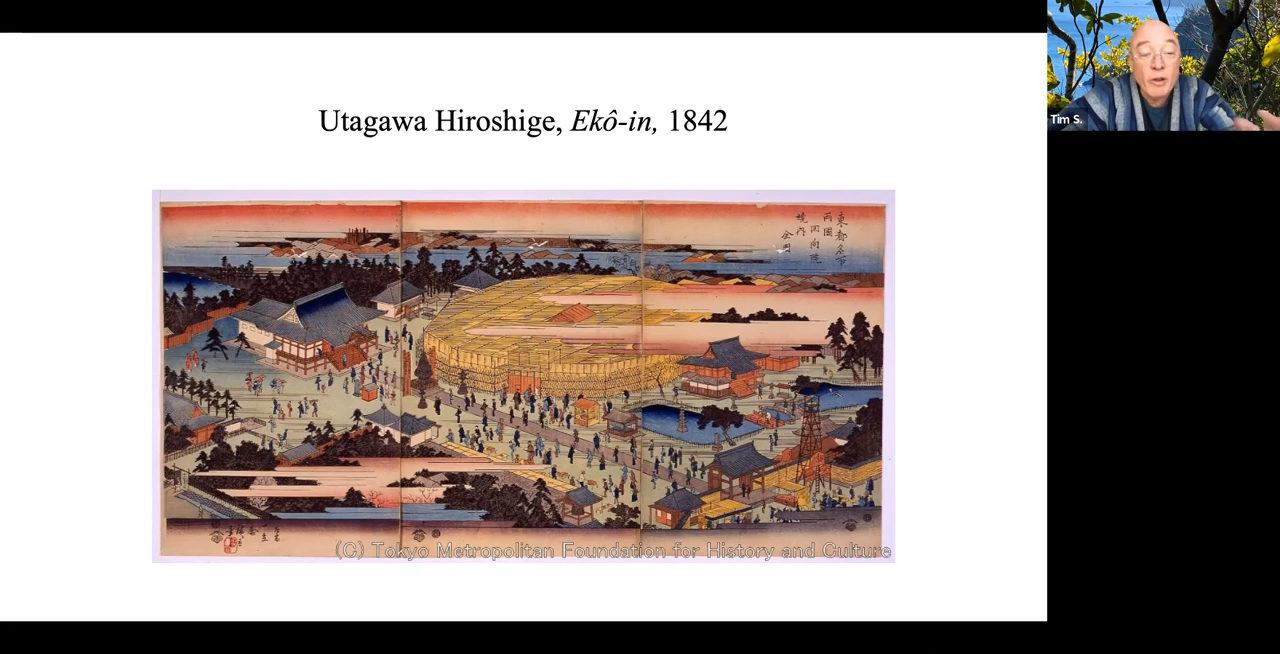 Utagawa Hiroshige, Ekô-in, 1842
Tim S.
東都名所
両国
回向院
境内
全図
(C) Tokyo Metropolitan Foundation for History and Culture